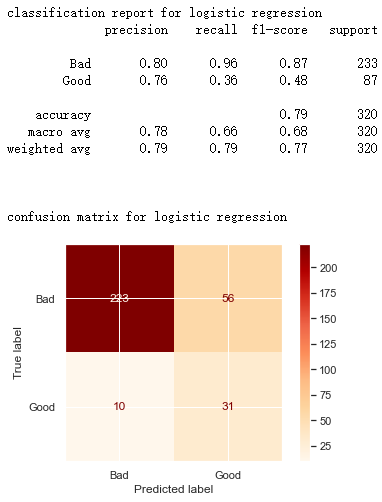 classification report for logistic regression
precision recall f1-score support
Bad 0.80 0.96 0.87 233
Good 0.76 0.36 0.48 87
accuracy 0.79 320
macro avg 0.78 0.66 0.68 320
weighted avg 0.79 0.79 0.77 320
confusion matrix for logistic regression
200
175
150
125
100
75
50
25
True label
Bad
Good
223
56
10
31
Bad Good
Predicted label